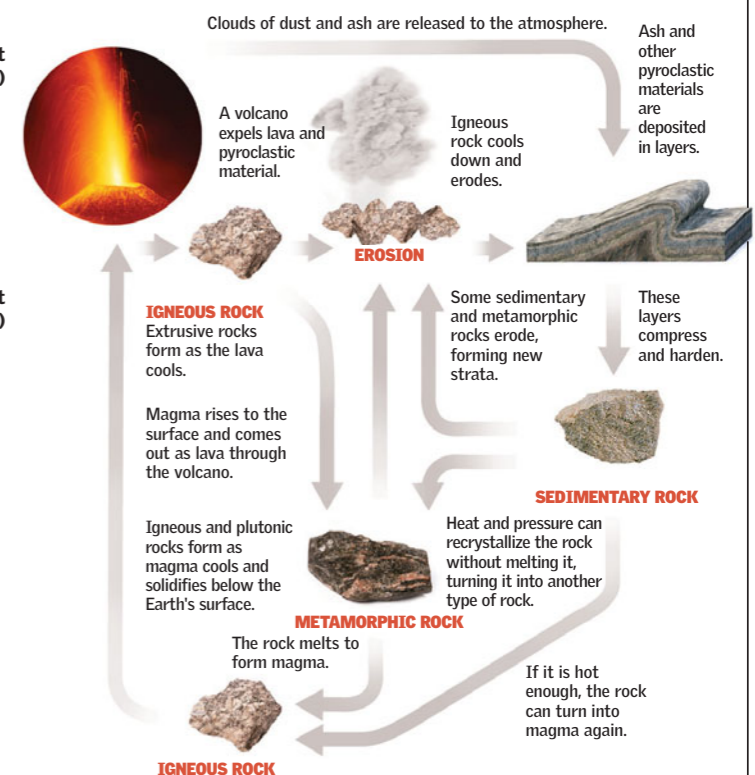 Clouds of dust and ash are released to the atmosphere.
Ash and
other
pyroclastic
materials
are
deposited
in layers.
t
)
A volcano
expels lava and
pyroclastic
material.
Igneous
rock cools
down and
erodes.
EROSION
t
)
IGNEOUS ROCK
Extrusive rocks
form as the lava
cools.
Some sedimentary
and metamorphic
rocks erode,
forming new
strata.
These
layers
compress
and harden.
Magma rises to the
surface and comes
out as lava through
the volcano.
SEDIMENTARY ROCK
Igneous and plutonic
rocks form as
magma cools and
solidifies below the
Earth's surface.
Heat and pressure can
recrystallize the rock
without melting it,
turning it into another
type of rock.
METAMORPHIC ROCK
The rock melts to
form magma.
If it is hot
enough, the rock
can turn into
magma again.
IGNEOUS ROCK